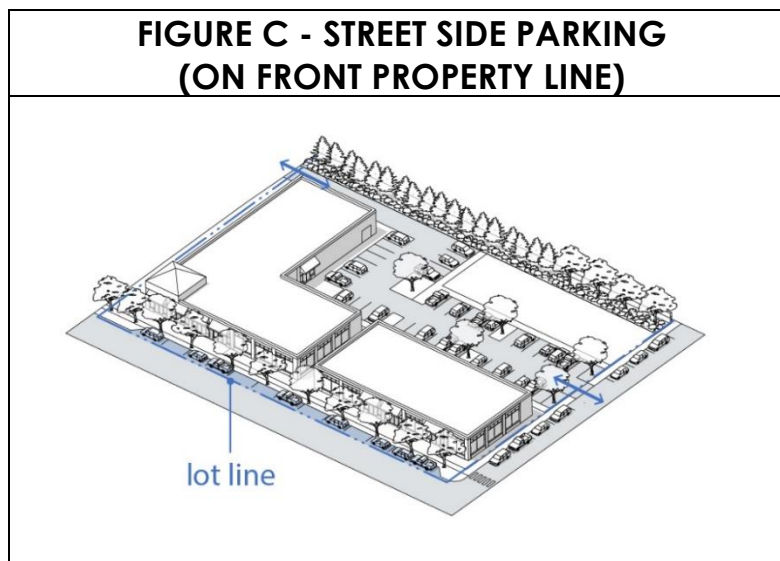 FIGURE C - STREET SIDE PARKING
(ON FRONT PROPERTY LINE)
lot line